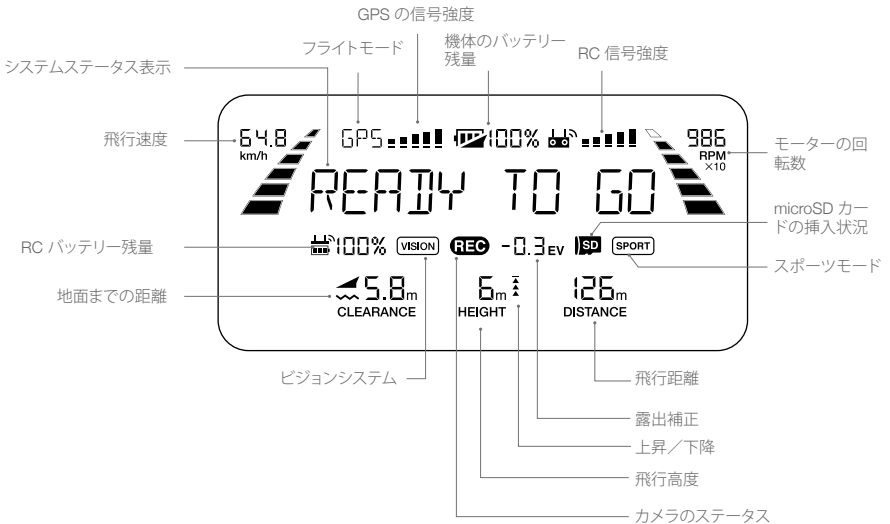 GPS の信号強度
フライトモード
機体のバッテリー
残量
RC 信号強度
システムステータス表示
飛行速度
64.8
km/h
GPS
100%
986
RPM
×10
モーターの回
転数
READY TO GO
microSD カー
ドの挿入状況
RC バッテリー残量
100%
VISION
REC
-0.3 EV
SD
SPORT
スポーツモード
地面までの距離
5.8m
CLEARANCE
6m
HEIGHT
126m
DISTANCE
ビジョンシステム
飛行距離
露出補正
上昇／下降
飛行高度
カメラのステータス